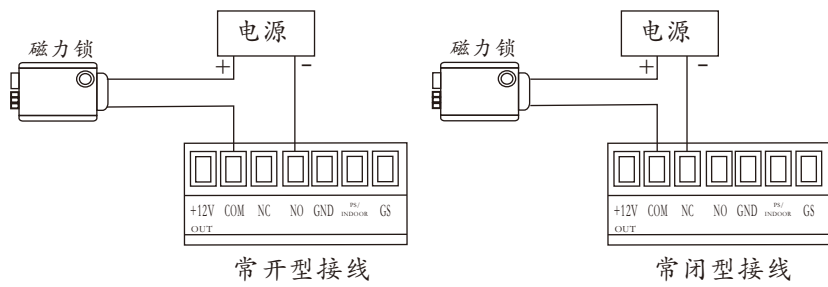 电源
磁力锁
+ -
+12V COM NC NO GND PS/INDOOR GS
OUT
常开型接线
电源
磁力锁
+ -
+12V COM NC NO GND PS/INDOOR GS
OUT
常闭型接线